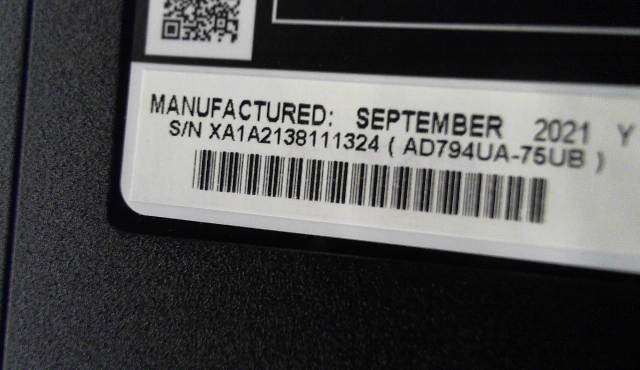 MANUFACTURED: SEPTEMBER 2021 Y
S/N XA1A2138111324 ( AD794UA-75UB )